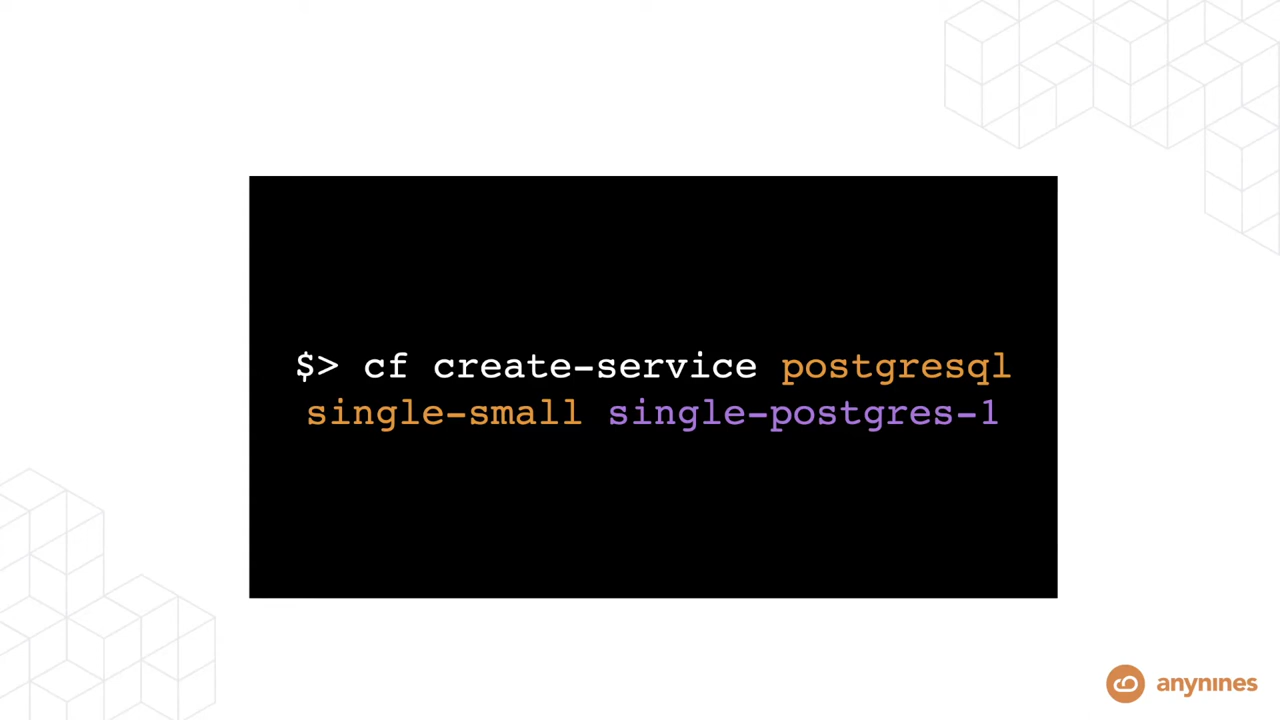 $> cf create-service postgresql
single-small single-postgres-1
anynines